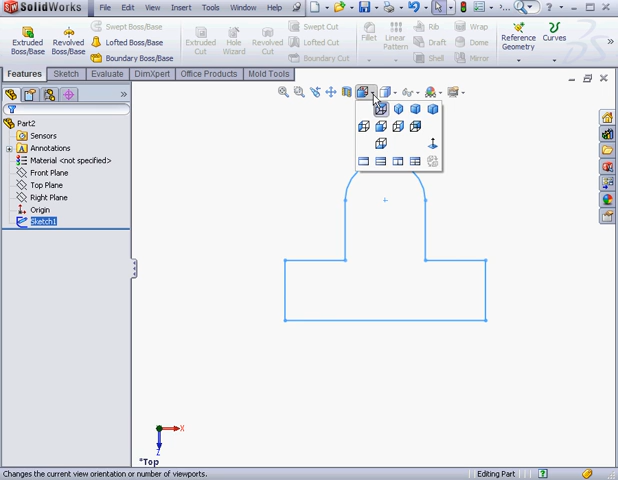 SolidWorks File Edit View Insert Tools Window Help
Extruded Boss/Base
Revolved Boss/Base
Swept Boss/Base
Lofted Boss/Base
Boundary Boss/Base
Extruded Cut
Hole Wizard
Revolved Cut
Swept Cut
Lofted Cut
Boundary Cut
Fillet
Linear Pattern
Rib
Draft
Shell
Wrap
Dome
Mirror
Reference Geometry
Curves
Features Sketch Evaluate DimXpert Office Products Mold Tools
Part2
Sensors
Annotations
Material <not specified>
Front Plane
Top Plane
Right Plane
Origin
Sketch1
X
Z
*Top
Changes the current view orientation or number of viewports.
Editing Part